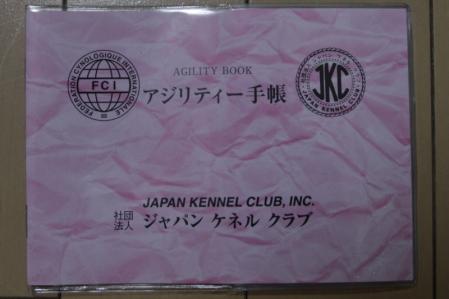 AGILITY BOOK
アジリティー手帳
FEDERATION CYNOLOGIQUE INTERNATIONALE
FCI
JKC
JAPAN KENNEL CLUB
JAPAN KENNEL CLUB, INC.
社団法人 ジャパン ケネル クラブ